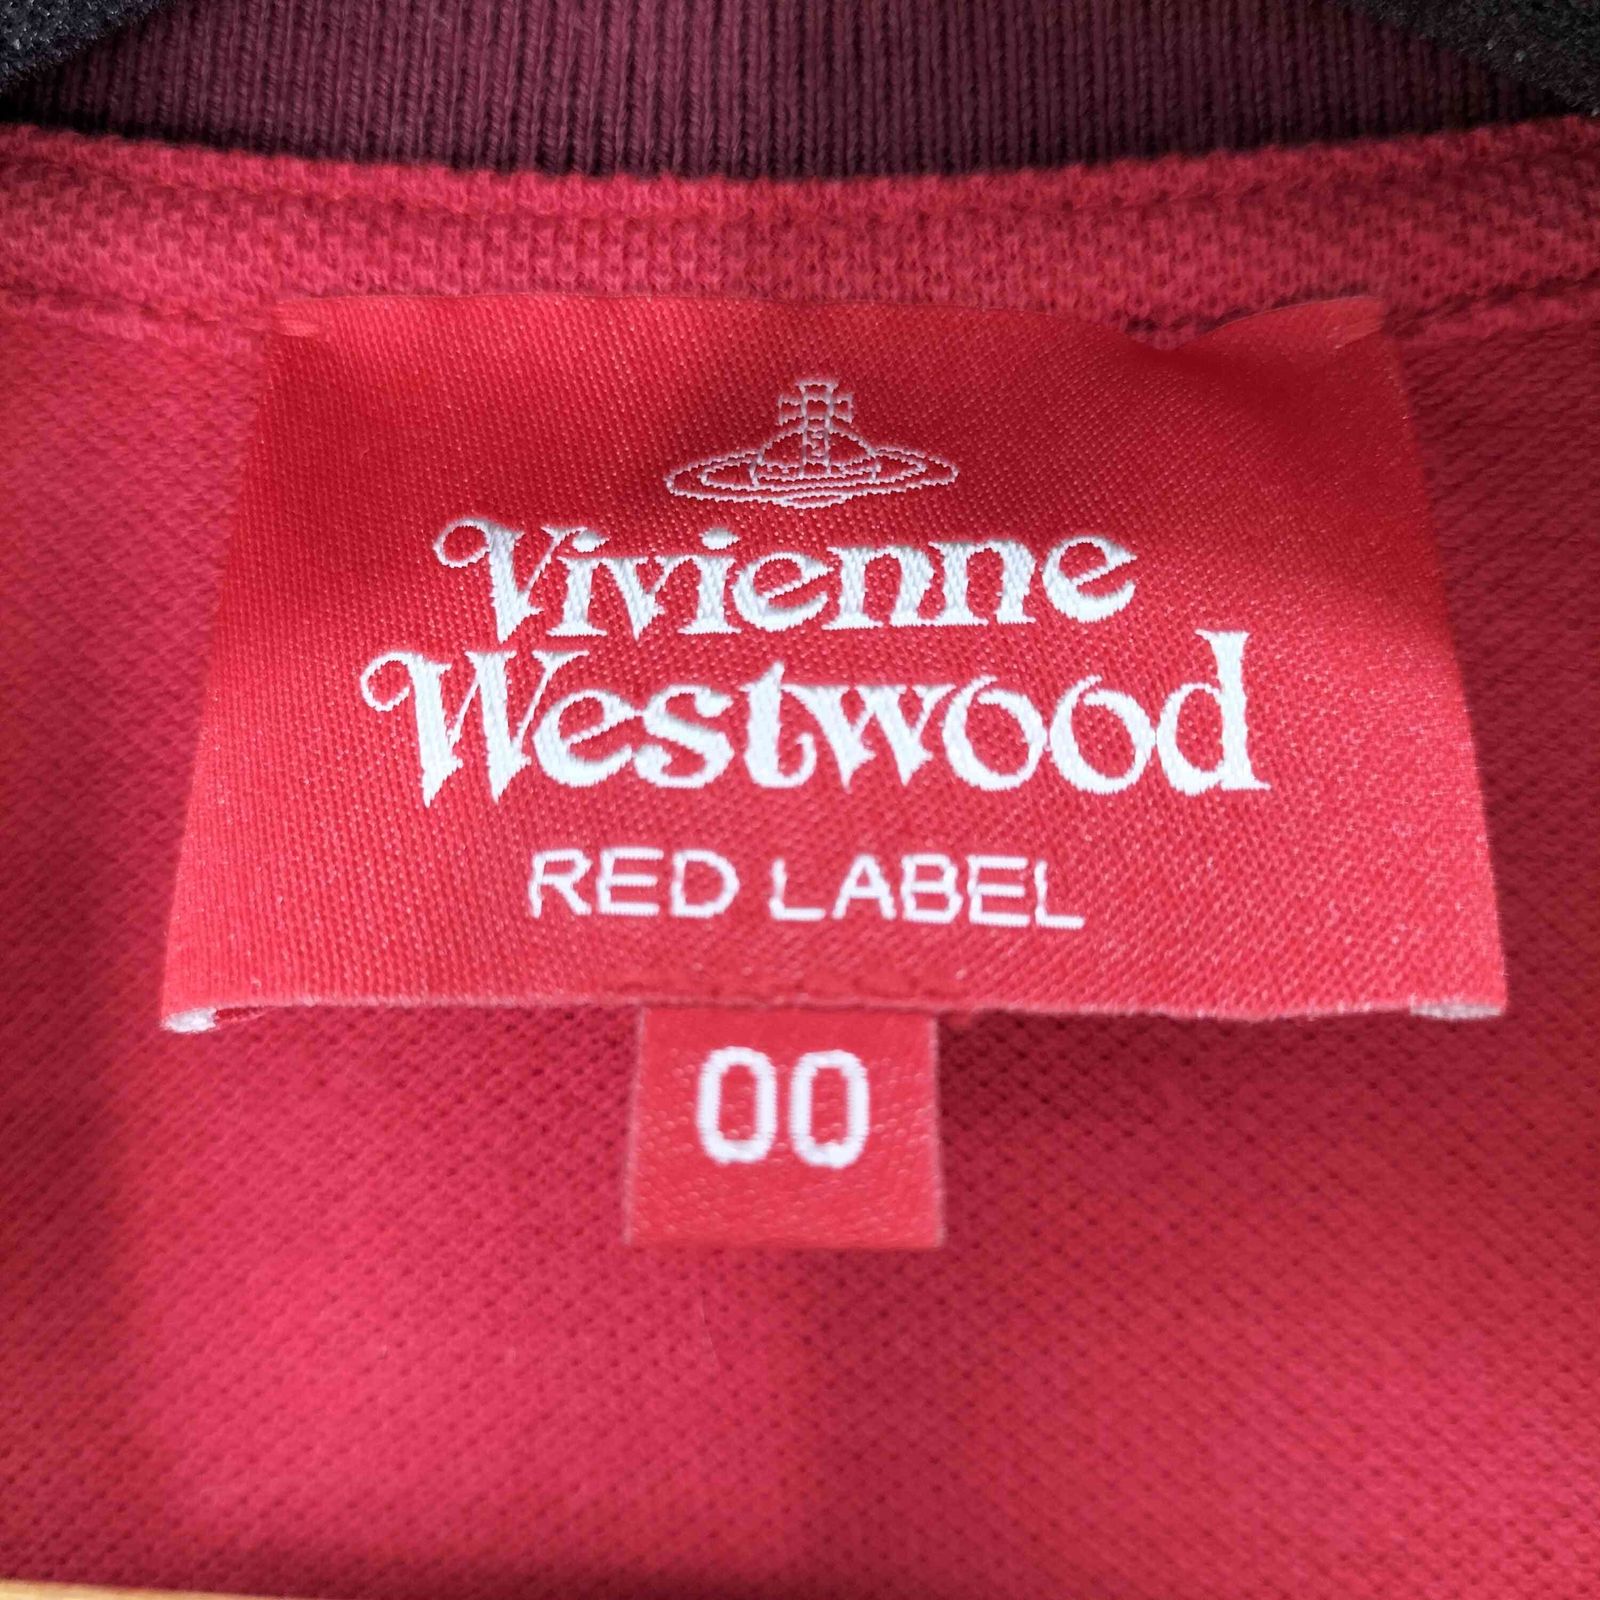 Vivienne
Westwood
RED LABEL
00